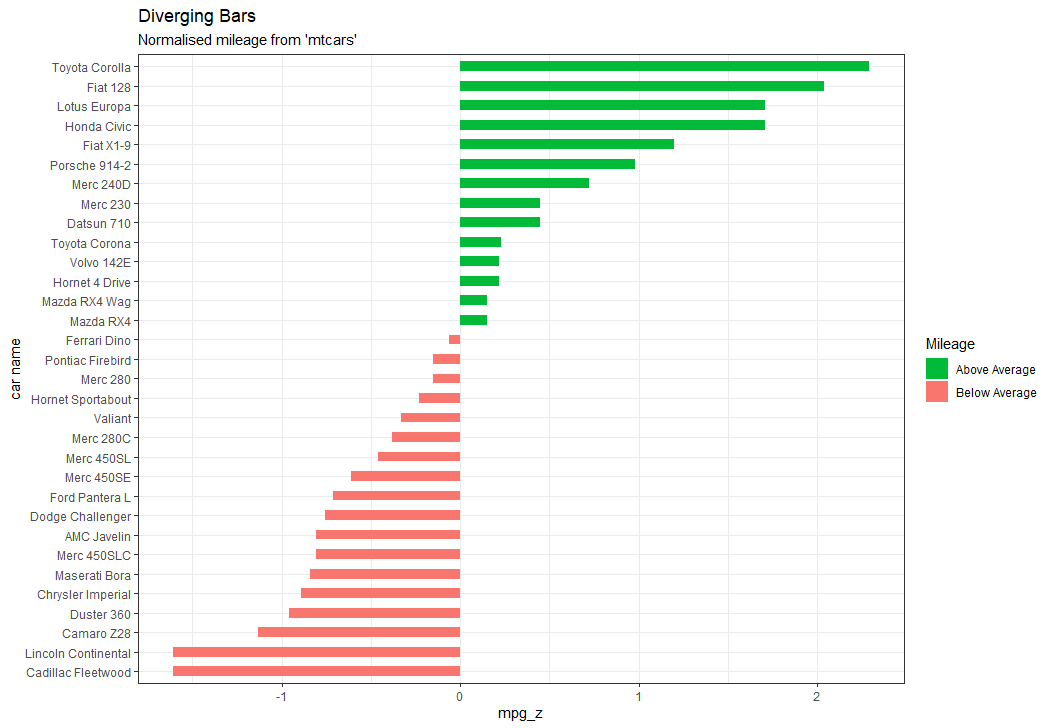 Diverging Bars
Normalised mileage from 'mtcars'
Toyota Corolla
Fiat 128
Lotus Europa
Honda Civic
Fiat X1-9
Porsche 914-2
Merc 240D
Merc 230
Datsun 710
Toyota Corona
Volvo 142E
Hornet 4 Drive
Mazda RX4 Wag
Mazda RX4
Ferrari Dino
Pontiac Firebird
Merc 280
Hornet Sportabout
Valiant
Merc 280C
Merc 450SL
Merc 450SE
Ford Pantera L
Dodge Challenger
AMC Javelin
Merc 450SLC
Maserati Bora
Chrysler Imperial
Duster 360
Camaro Z28
Lincoln Continental
Cadillac Fleetwood
car name
-1 0 1 2
mpg_z
Mileage
Above Average
Below Average